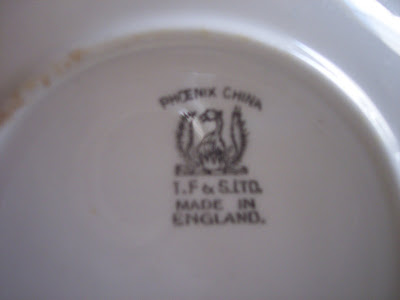 PHŒNIX CHINA
T.F & S.LTD.
MADE IN
ENGLAND.